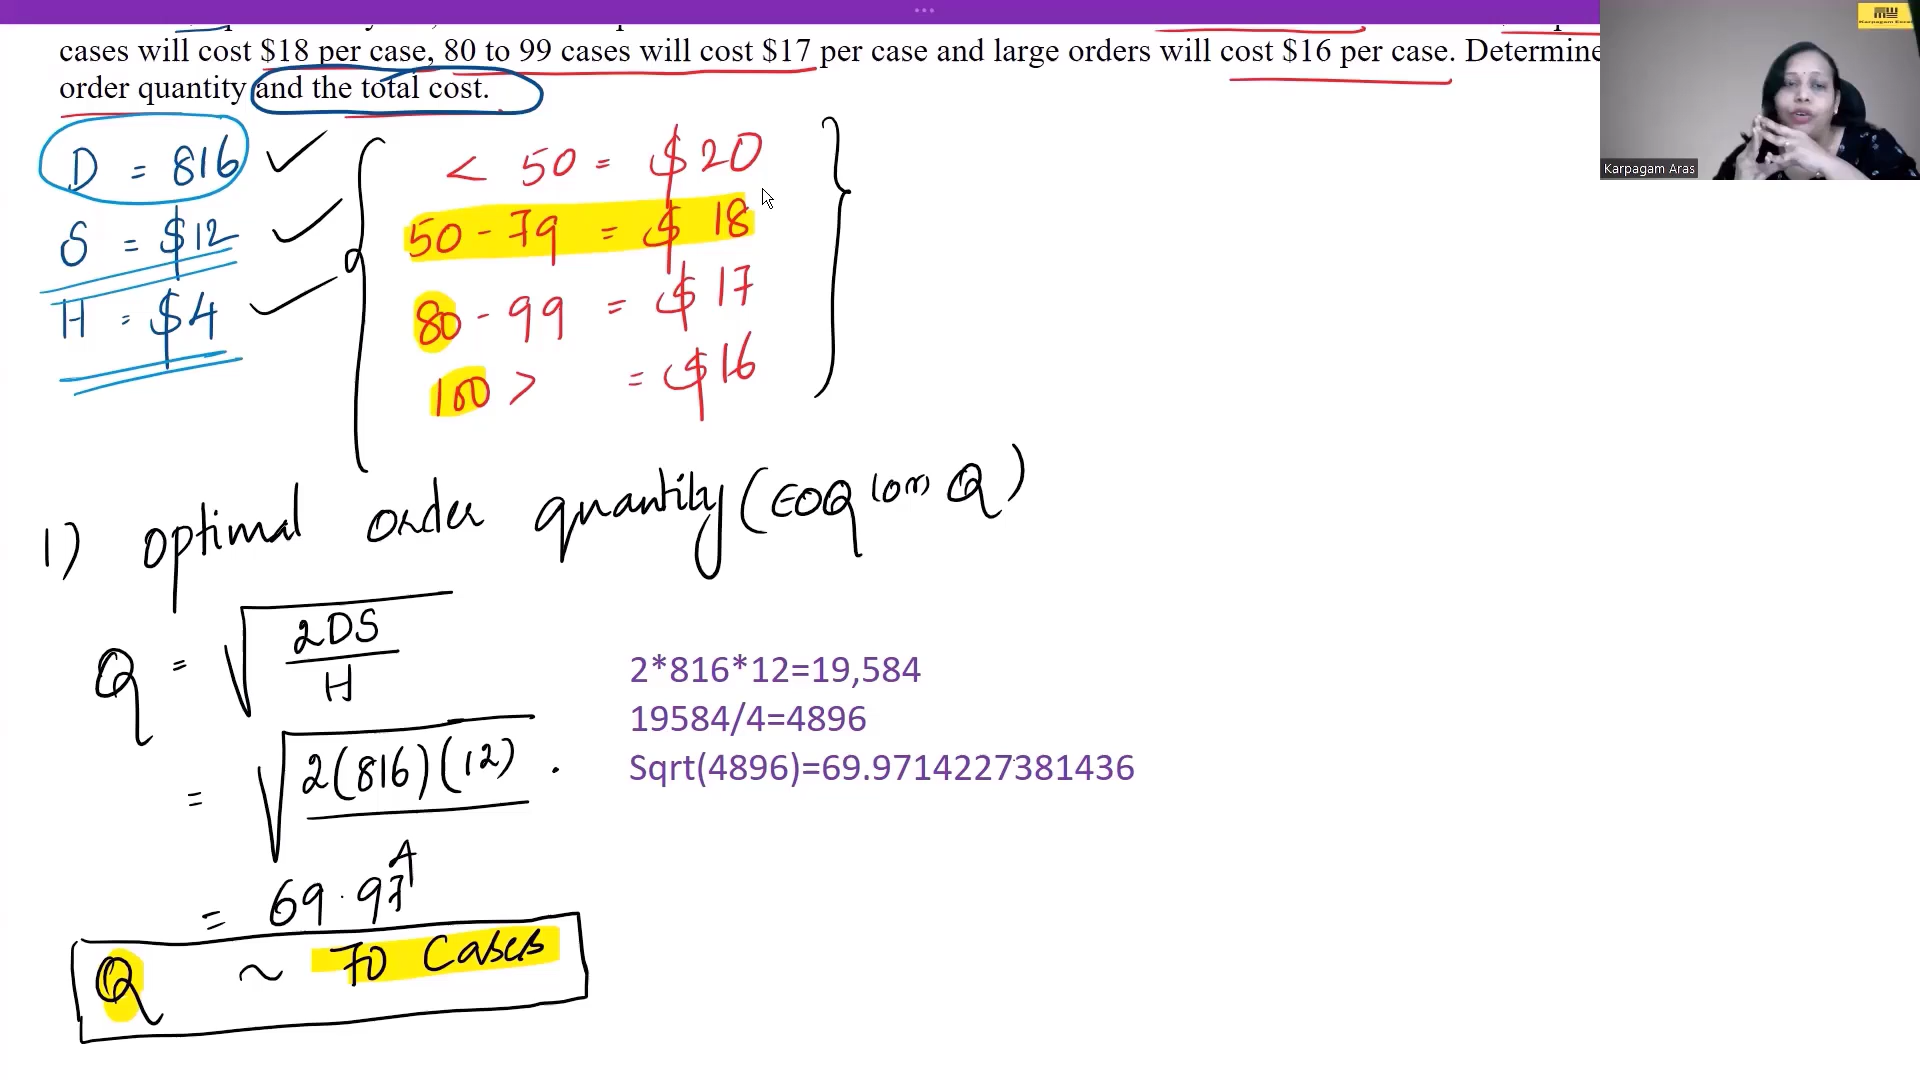 cases will cost $18 per case, 80 to 99 cases will cost $17 per case and large orders will cost $16 per case. Determine
order quantity and the total cost.
Karpagam Aras
D = 816
S = $12
H = $4
< 50 = $20
50 - 79 = $ 18
80 - 99 = $ 17
100 > = $16
1) optimal order quantity (EOQ (or) Q)
Q = √ 2DS
H
= √ 2(816)(12)
4
2*816*12=19,584
19584/4=4896
Sqrt(4896)=69.9714227381436
= 69.97
Q ~ 70 Cases